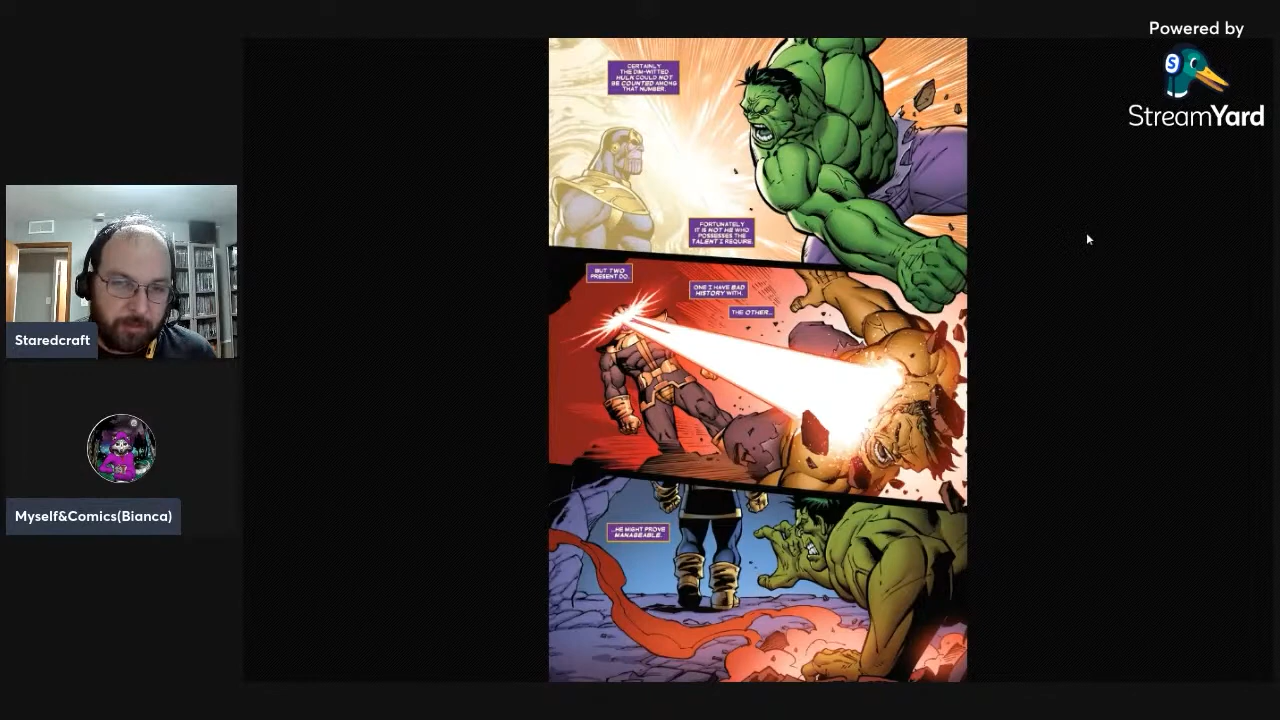 Powered by
StreamYard
CERTAINLY
THE DIM-WITTED
HULK COULD NOT
BE COUNTED AMONG
THAT NUMBER.
FORTUNATELY
IT IS NOT HE WHO
POSSESSES THE
TALENT I REQUIRE.
BUT TWO
PRESENT DO.
ONE I HAVE BAD
HISTORY WITH.
THE OTHER...
...HE MIGHT PROVE
MANAGEABLE.
Staredcraft
Myself&Comics(Bianca)